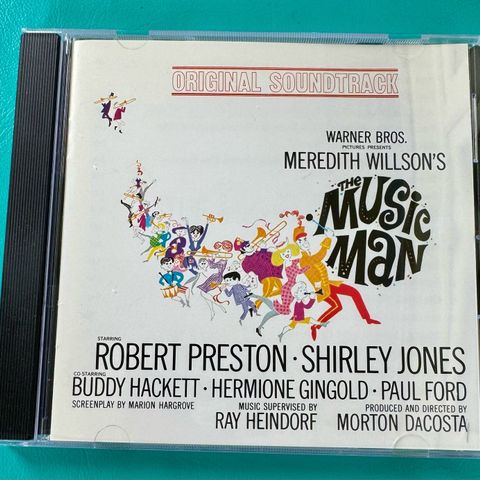 ORIGINAL SOUNDTRACK
WARNER BROS.
PICTURES PRESENTS
MEREDITH WILLSON'S
THE
MUSIC
MAN
STARRING
ROBERT PRESTON · SHIRLEY JONES
CO-STARRING
BUDDY HACKETT · HERMIONE GINGOLD · PAUL FORD
SCREENPLAY BY MARION HARGROVE
MUSIC SUPERVISED BY
RAY HEINDORF
PRODUCED AND DIRECTED BY
MORTON DaCOSTA